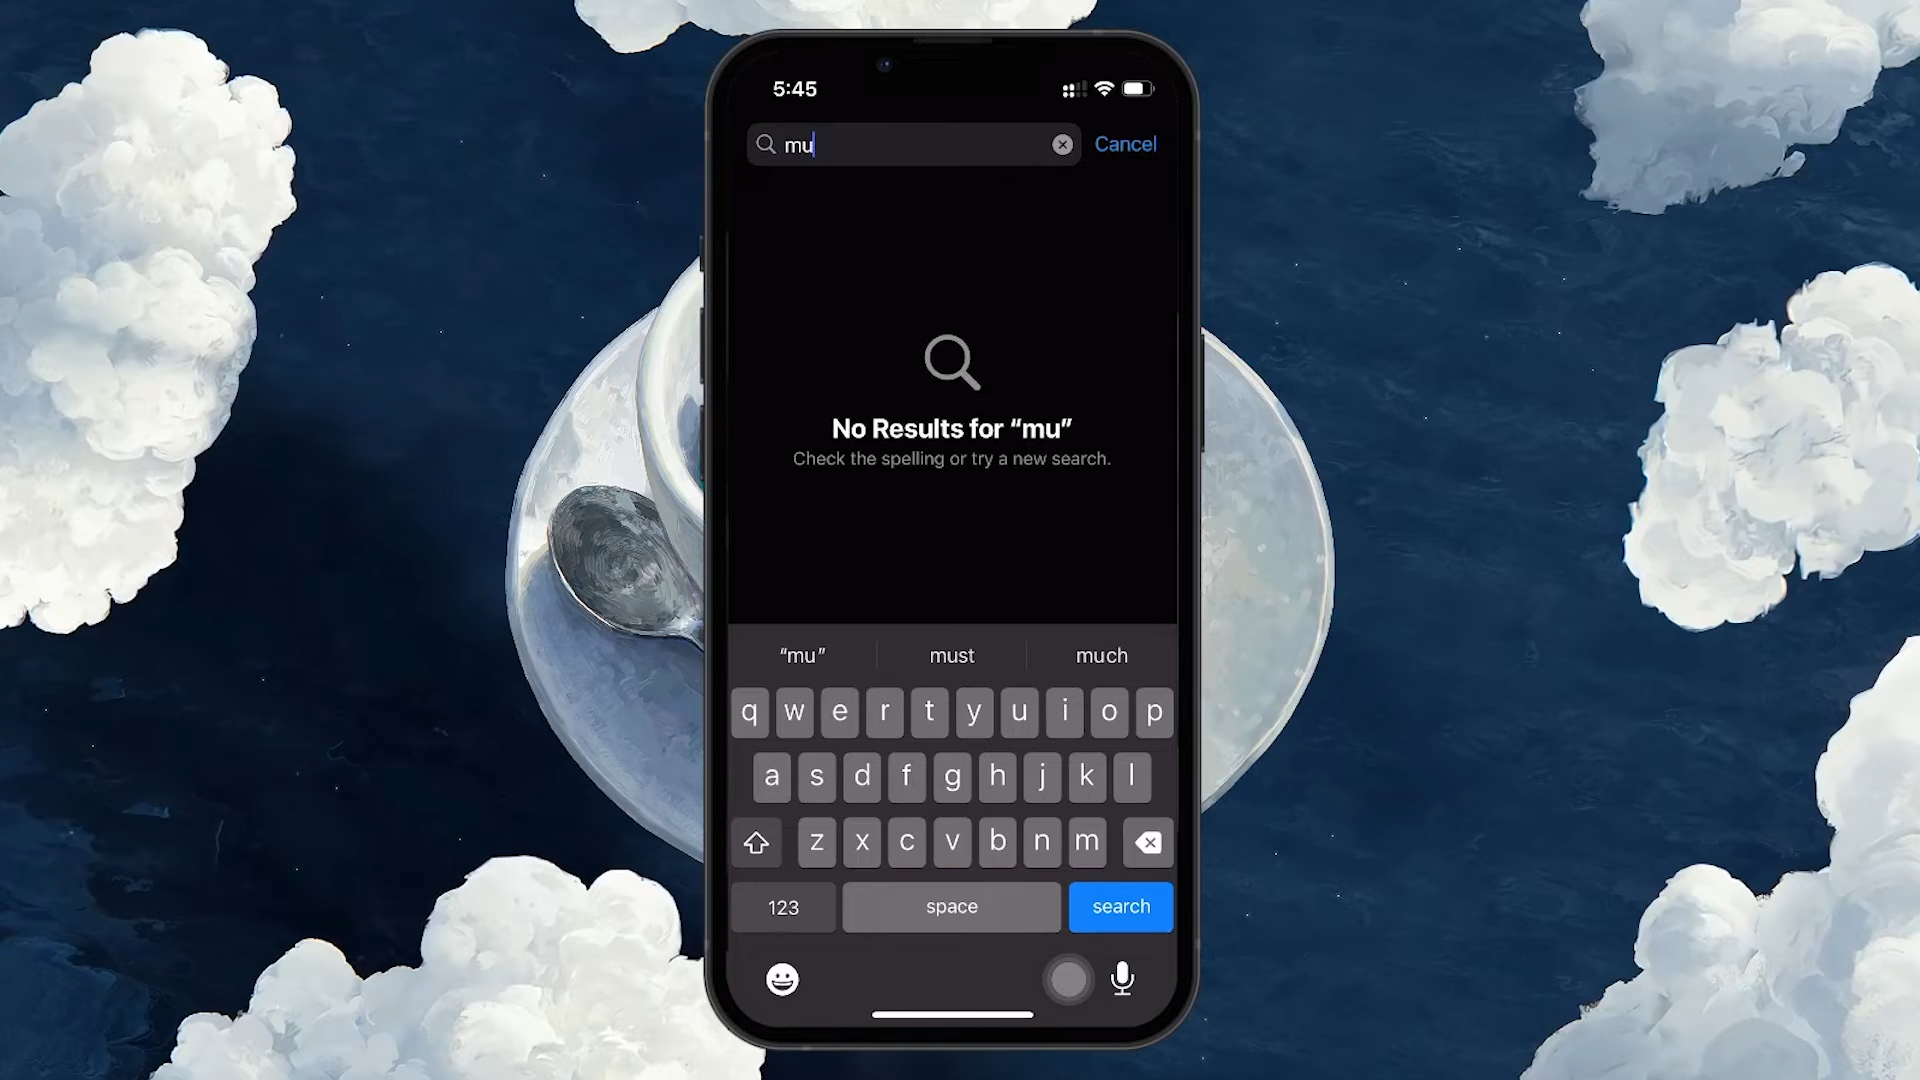 5:45
mu
Cancel
No Results for “mu”
Check the spelling or try a new search.
“mu” must much
q w e r t y u i o p
a s d f g h j k l
z x c v b n m
123 space search